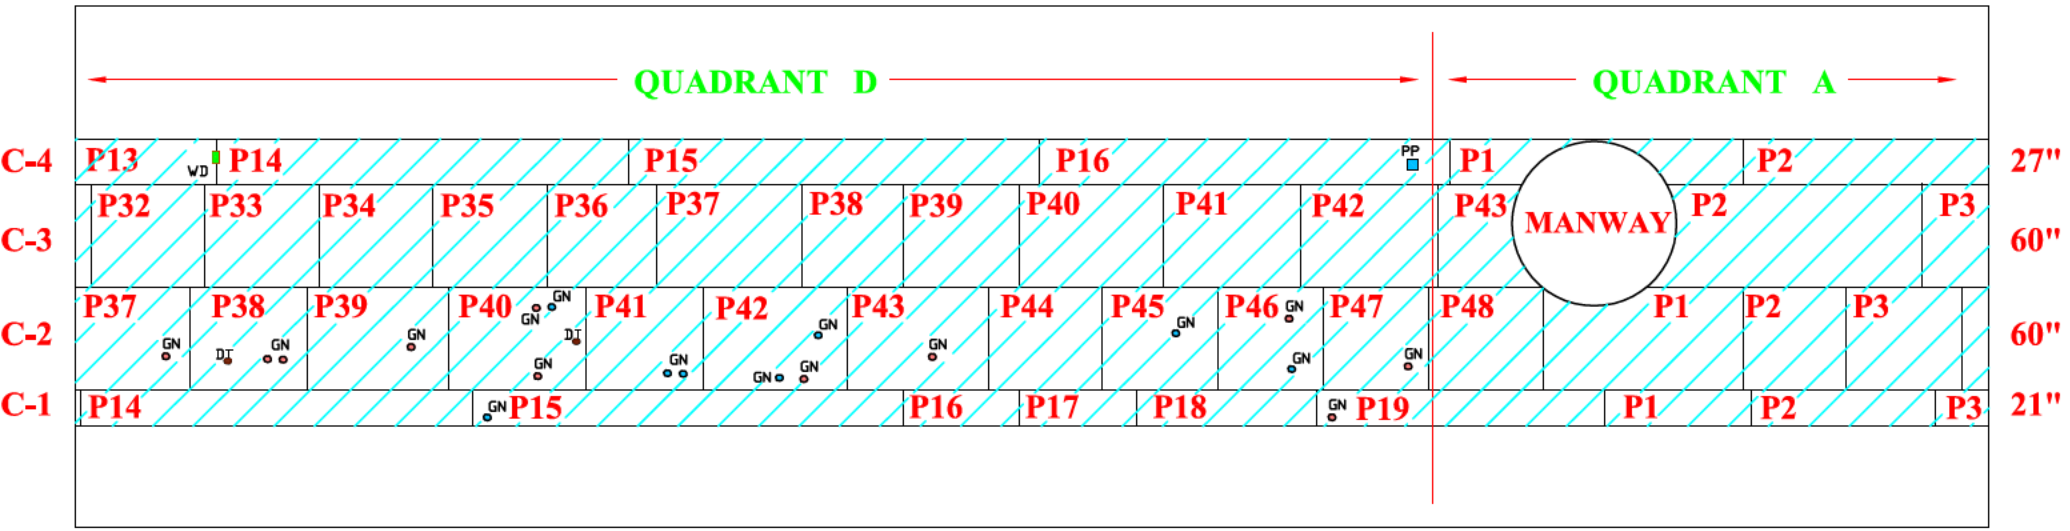 QUADRANT D QUADRANT A
C-4 P13 WD P14 P15 P16 PP P1 P2 27"
C-3 P32 P33 P34 P35 P36 P37 P38 P39 P40 P41 P42 P43 MANWAY P2 P3 60"
C-2 P37 P38 P39 P40 GN P41 P42 P43 P44 P45 P46 GN P47 P48 P1 P2 P3 60"
GN GN GN
GN DT GN GN DT GN GN
GN GN GN GN GN
C-1 P14 GN P15 P16 P17 P18 GN P19 P1 P2 P3 21"